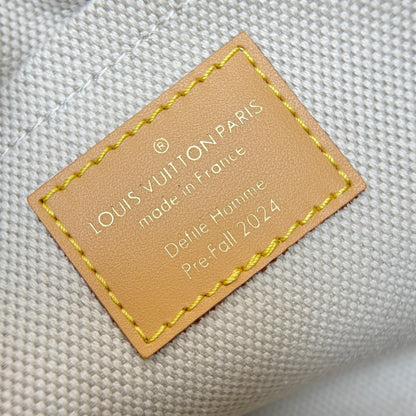 ®
LOUIS VUITTON PARIS
made in France
Defile Homme
Pre-Fall 2024